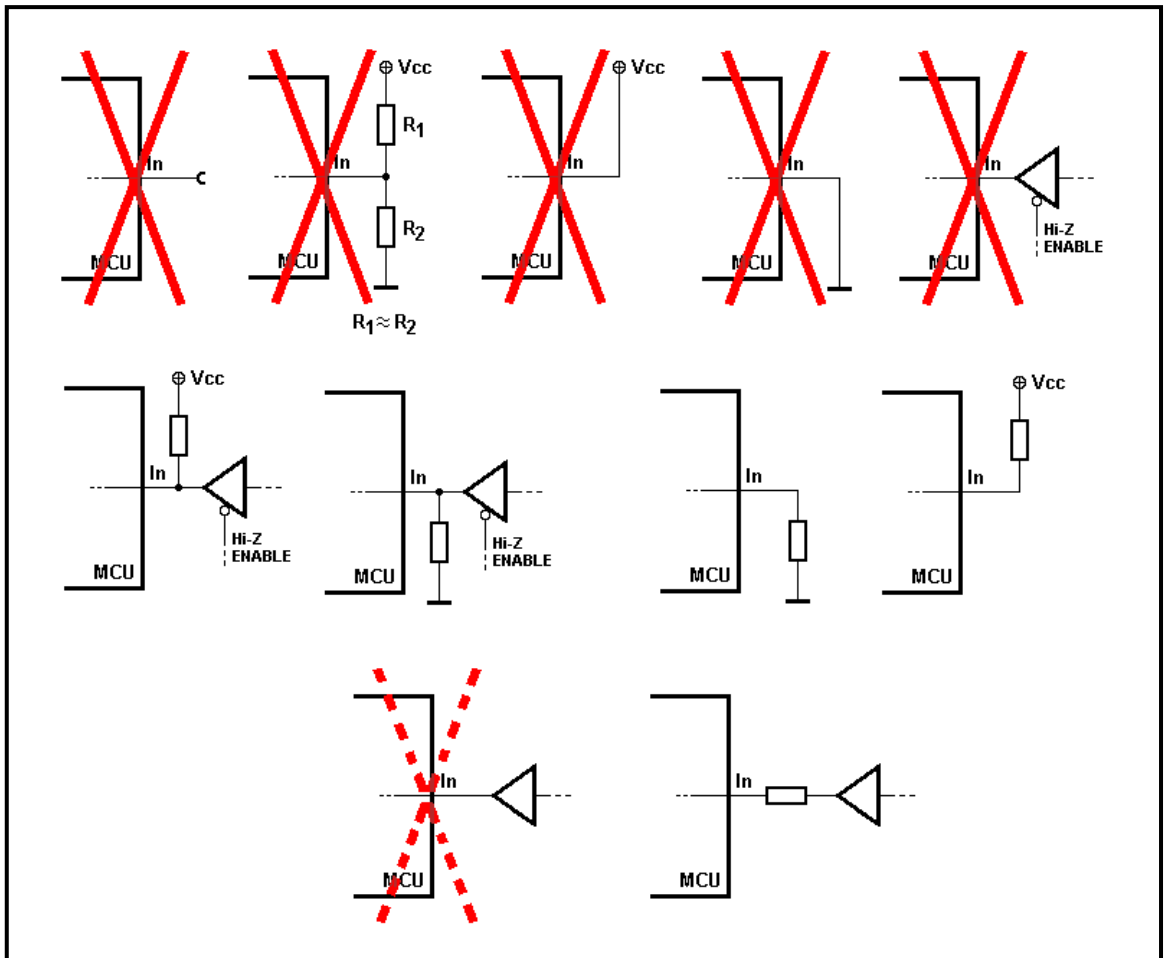 Vcc
R1
In
R2
MCU
R1≈R2
Vcc
In
MCU
In
MCU
In
MCU
In
Hi-Z
ENABLE
MCU
Vcc
In
Hi-Z
ENABLE
MCU
In
Hi-Z
ENABLE
MCU
In
MCU
Vcc
In
MCU
In
MCU
In
MCU